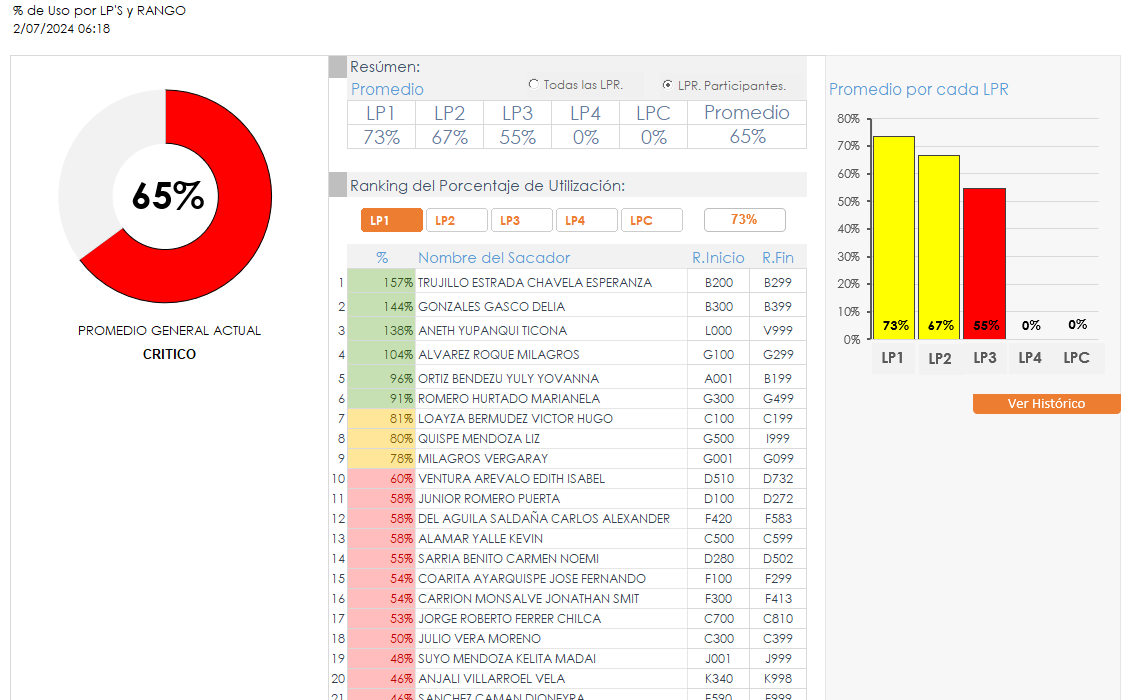 % de Uso por LP'S y RANGO
2/07/2024 06:18
65%
PROMEDIO GENERAL ACTUAL
CRITICO
Resúmen:
Promedio
Todas las LPR.
LPR. Participantes.
LP1 LP2 LP3 LP4 LPC Promedio
73% 67% 55% 0% 0% 65%
Ranking del Porcentaje de Utilización:
LP1 LP2 LP3 LP4 LPC 73%
% Nombre del Sacador R.Inicio R.Fin
1 157% TRUJILLO ESTRADA CHAVELA ESPERANZA B200 B299
2 144% GONZALES GASCO DELIA B300 B399
3 138% ANETH YUPANQUI TICONA L000 V999
4 104% ALVAREZ ROQUE MILAGROS G100 G299
5 96% ORTIZ BENDEZU YULY YOVANNA A001 B199
6 91% ROMERO HURTADO MARIANELA G300 G499
7 81% LOAYZA BERMUDEZ VICTOR HUGO C100 C199
8 80% QUISPE MENDOZA LIZ G500 I999
9 78% MILAGROS VERGARAY G001 G099
10 60% VENTURA AREVALO EDITH ISABEL D510 D732
11 58% JUNIOR ROMERO PUERTA D100 D272
12 58% DEL AGUILA SALDAÑA CARLOS ALEXANDER F420 F583
13 58% ALAMAR YALLE KEVIN C500 C599
14 55% SARRIA BENITO CARMEN NOEMI D280 D502
15 54% COARITA AYARQUISPE JOSE FERNANDO F100 F299
16 54% CARRION MONSALVE JONATHAN SMIT F300 F413
17 53% JORGE ROBERTO FERRER CHILCA C700 C810
18 50% JULIO VERA MORENO C300 C399
19 48% SUYO MENDOZA KELITA MADAI J001 J999
20 46% ANJALI VILLARROEL VELA K340 K998
21 46% SANCHEZ CAMAN DIONEYRA F590 F999
Promedio por cada LPR
80%
70%
60%
50%
40%
30%
20%
10%
0%
73% 67% 55% 0% 0%
LP1 LP2 LP3 LP4 LPC
Ver Histórico